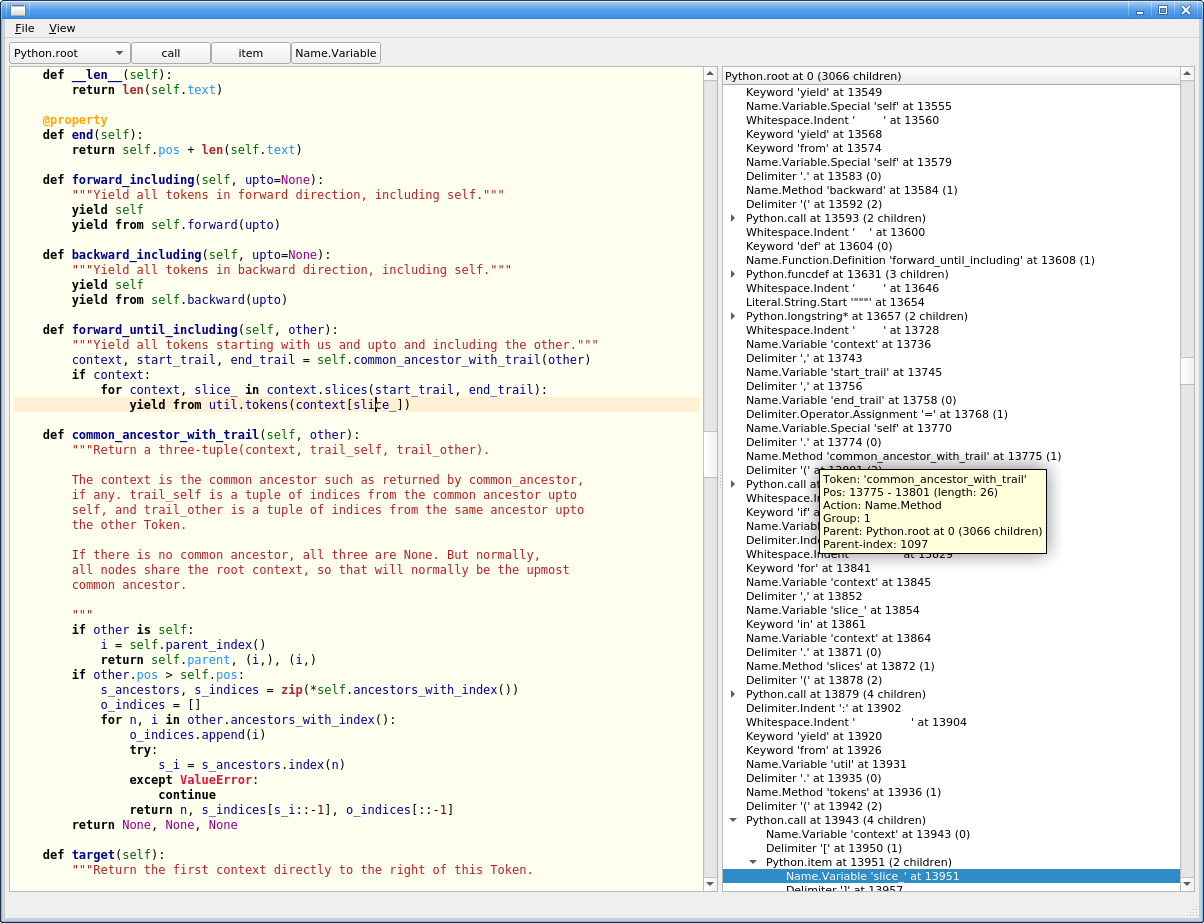 File View
Python.root call item Name.Variable
def __len__(self):
return len(self.text)
@property
def end(self):
return self.pos + len(self.text)
def forward_including(self, upto=None):
"""Yield all tokens in forward direction, including self."""
yield self
yield from self.forward(upto)
def backward_including(self, upto=None):
"""Yield all tokens in backward direction, including self."""
yield self
yield from self.backward(upto)
def forward_until_including(self, other):
"""Yield all tokens starting with us and upto and including the other."""
context, start_trail, end_trail = self.common_ancestor_with_trail(other)
if context:
for context, slice_ in context.slices(start_trail, end_trail):
yield from util.tokens(context[slice_])
def common_ancestor_with_trail(self, other):
"""Return a three-tuple(context, trail_self, trail_other).
The context is the common ancestor such as returned by common_ancestor,
if any. trail_self is a tuple of indices from the common ancestor upto
self, and trail_other is a tuple of indices from the same ancestor upto
the other Token.
If there is no common ancestor, all three are None. But normally,
all nodes share the root context, so that will normally be the upmost
common ancestor.
"""
if other is self:
i = self.parent_index()
return self.parent, (i,), (i,)
if other.pos > self.pos:
s_ancestors, s_indices = zip(*self.ancestors_with_index())
o_indices = []
for n, i in other.ancestors_with_index():
o_indices.append(i)
try:
s_i = s_ancestors.index(n)
except ValueError:
continue
return n, s_indices[s_i::-1], o_indices[::-1]
return None, None, None
def target(self):
"""Return the first context directly to the right of this Token.
Python.root at 0 (3066 children)
Keyword 'yield' at 13549
Name.Variable.Special 'self' at 13555
Whitespace.Indent '        ' at 13560
Keyword 'yield' at 13568
Keyword 'from' at 13574
Name.Variable.Special 'self' at 13579
Delimiter '.' at 13583 (0)
Name.Method 'backward' at 13584 (1)
Delimiter '(' at 13592 (2)
Python.call at 13593 (2 children)
Whitespace.Indent '    ' at 13600
Keyword 'def' at 13604 (0)
Name.Function.Definition 'forward_until_including' at 13608 (1)
Python.funcdef at 13631 (3 children)
Whitespace.Indent '        ' at 13646
Literal.String.Start '"""' at 13654
Python.longstring* at 13657 (2 children)
Whitespace.Indent '        ' at 13728
Name.Variable 'context' at 13736
Delimiter ',' at 13743
Name.Variable 'start_trail' at 13745
Delimiter ',' at 13756
Name.Variable 'end_trail' at 13758 (0)
Delimiter.Operator.Assignment '=' at 13768 (1)
Name.Variable.Special 'self' at 13770
Delimiter '.' at 13774 (0)
Name.Method 'common_ancestor_with_trail' at 13775 (1)
Delimiter '(' at 13801 (2)
Python.call at
Whitespace.
Keyword 'if' a
Name.
Delimiter.
Whitespace.Indent '            ' at 13829
Keyword 'for' at 13841
Name.Variable 'context' at 13845
Delimiter ',' at 13852
Name.Variable 'slice_' at 13854
Keyword 'in' at 13861
Name.Variable 'context' at 13864
Delimiter '.' at 13871 (0)
Name.Method 'slices' at 13872 (1)
Delimiter '(' at 13878 (2)
Python.call at 13879 (4 children)
Delimiter.Indent ':' at 13902
Whitespace.Indent '                ' at 13904
Keyword 'yield' at 13920
Keyword 'from' at 13926
Name.Variable 'util' at 13931
Delimiter '.' at 13935 (0)
Name.Method 'tokens' at 13936 (1)
Delimiter '(' at 13942 (2)
Python.call at 13943 (4 children)
Name.Variable 'context' at 13943 (0)
Delimiter '[' at 13950 (1)
Python.item at 13951 (2 children)
Name.Variable 'slice_' at 13951
Delimiter ']' at 13957
Token: 'common_ancestor_with_trail'
Pos: 13775 - 13801 (length: 26)
Action: Name.Method
Group: 1
Parent: Python.root at 0 (3066 children)
Parent-index: 1097